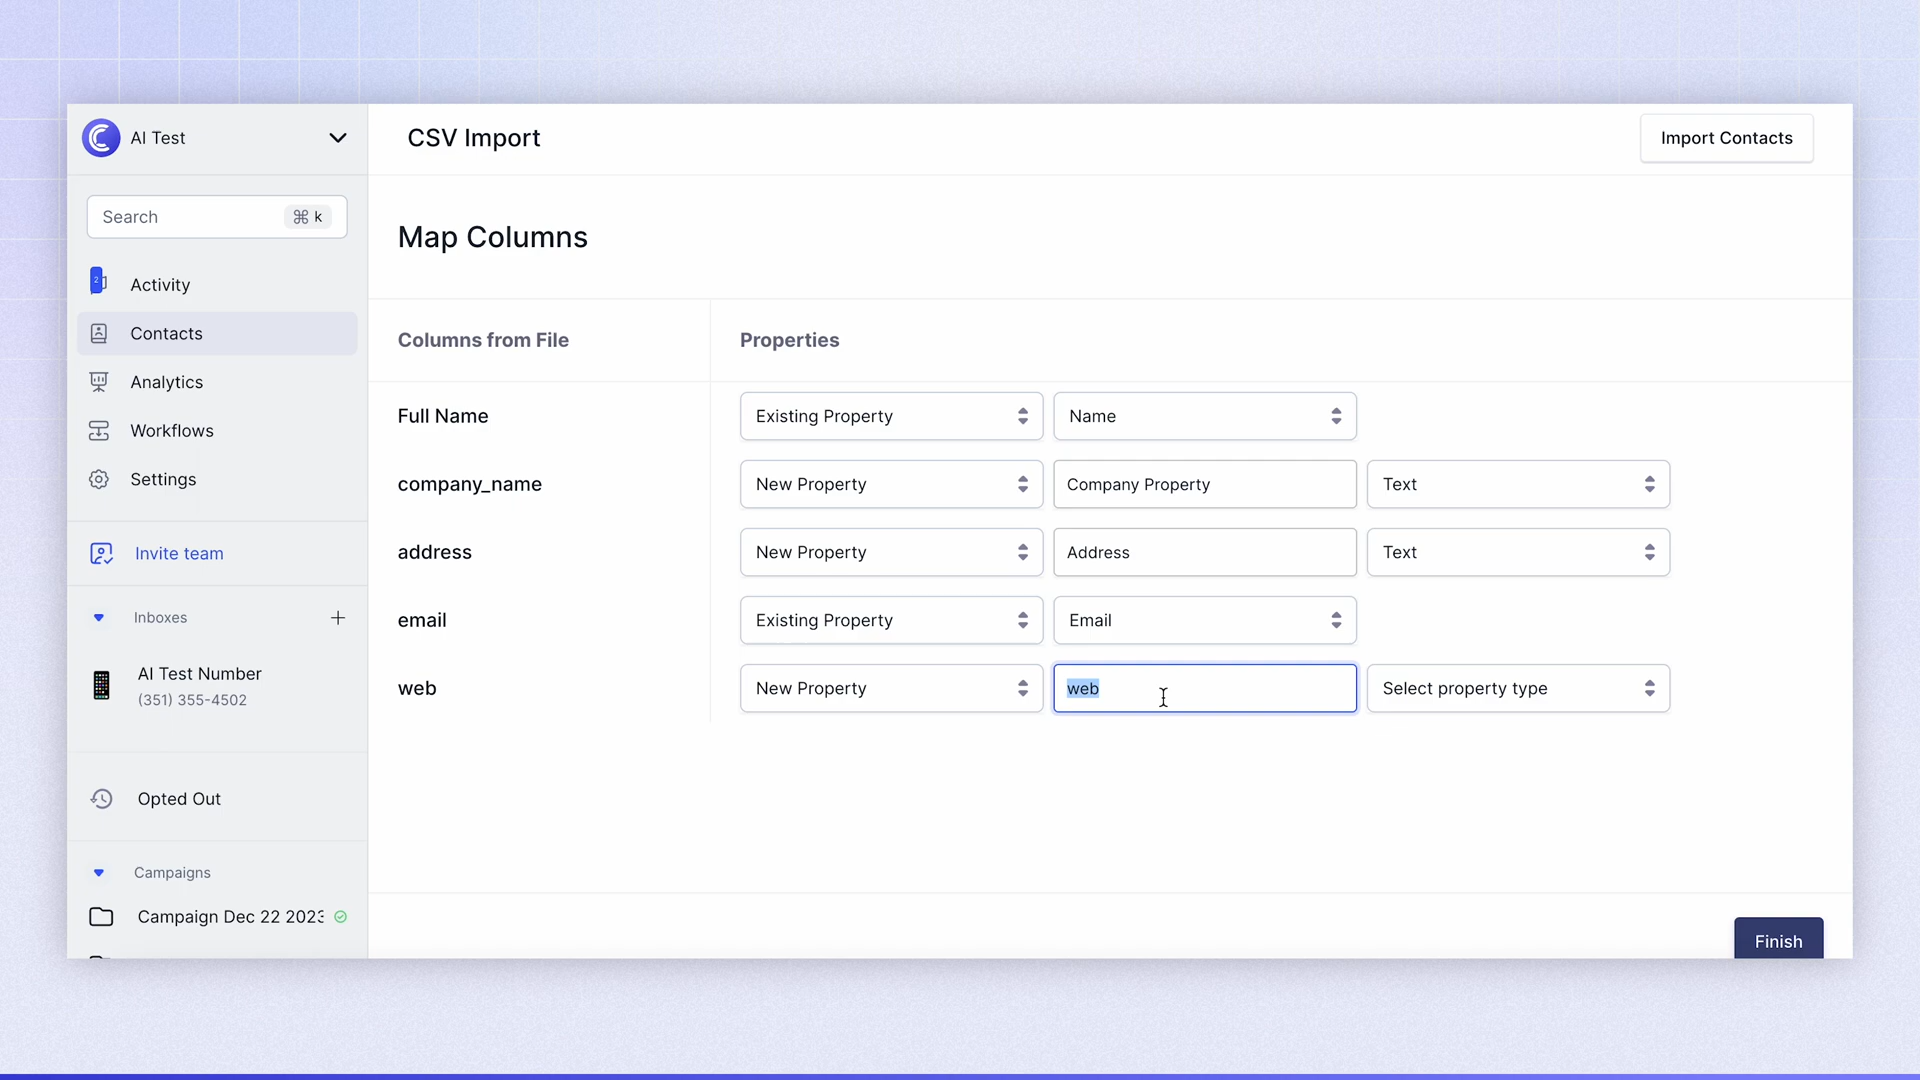 AI Test
CSV Import
Import Contacts
Search
⌘ k
Map Columns
2
Activity
Contacts
Columns from File
Properties
Analytics
Full Name
Existing Property
Name
Workflows
Settings
company_name
New Property
Company Property
Text
Invite team
address
New Property
Address
Text
Inboxes
email
Existing Property
Email
AI Test Number
(351) 355-4502
web
New Property
web
Select property type
Opted Out
Campaigns
Campaign Dec 22 2023
Finish